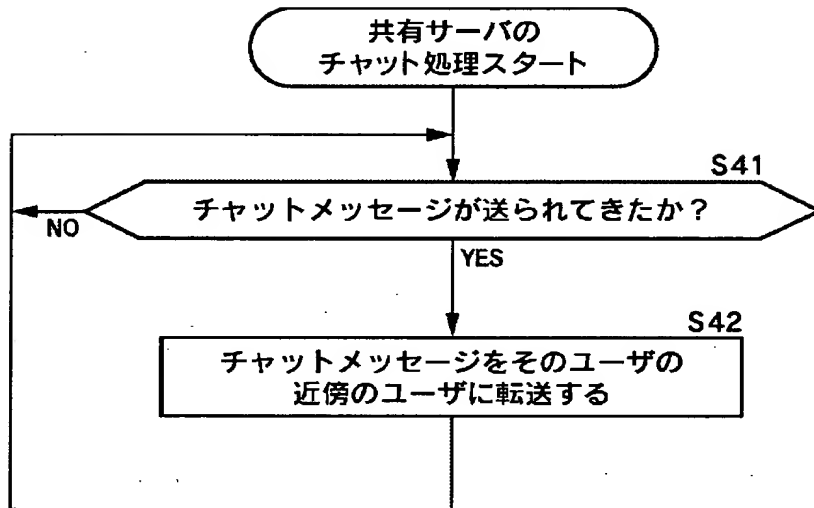 共有サーバの
チャット処理スタート
S41
チャットメッセージが送られてきたか？
NO
YES
S42
チャットメッセージをそのユーザの
近傍のユーザに転送する